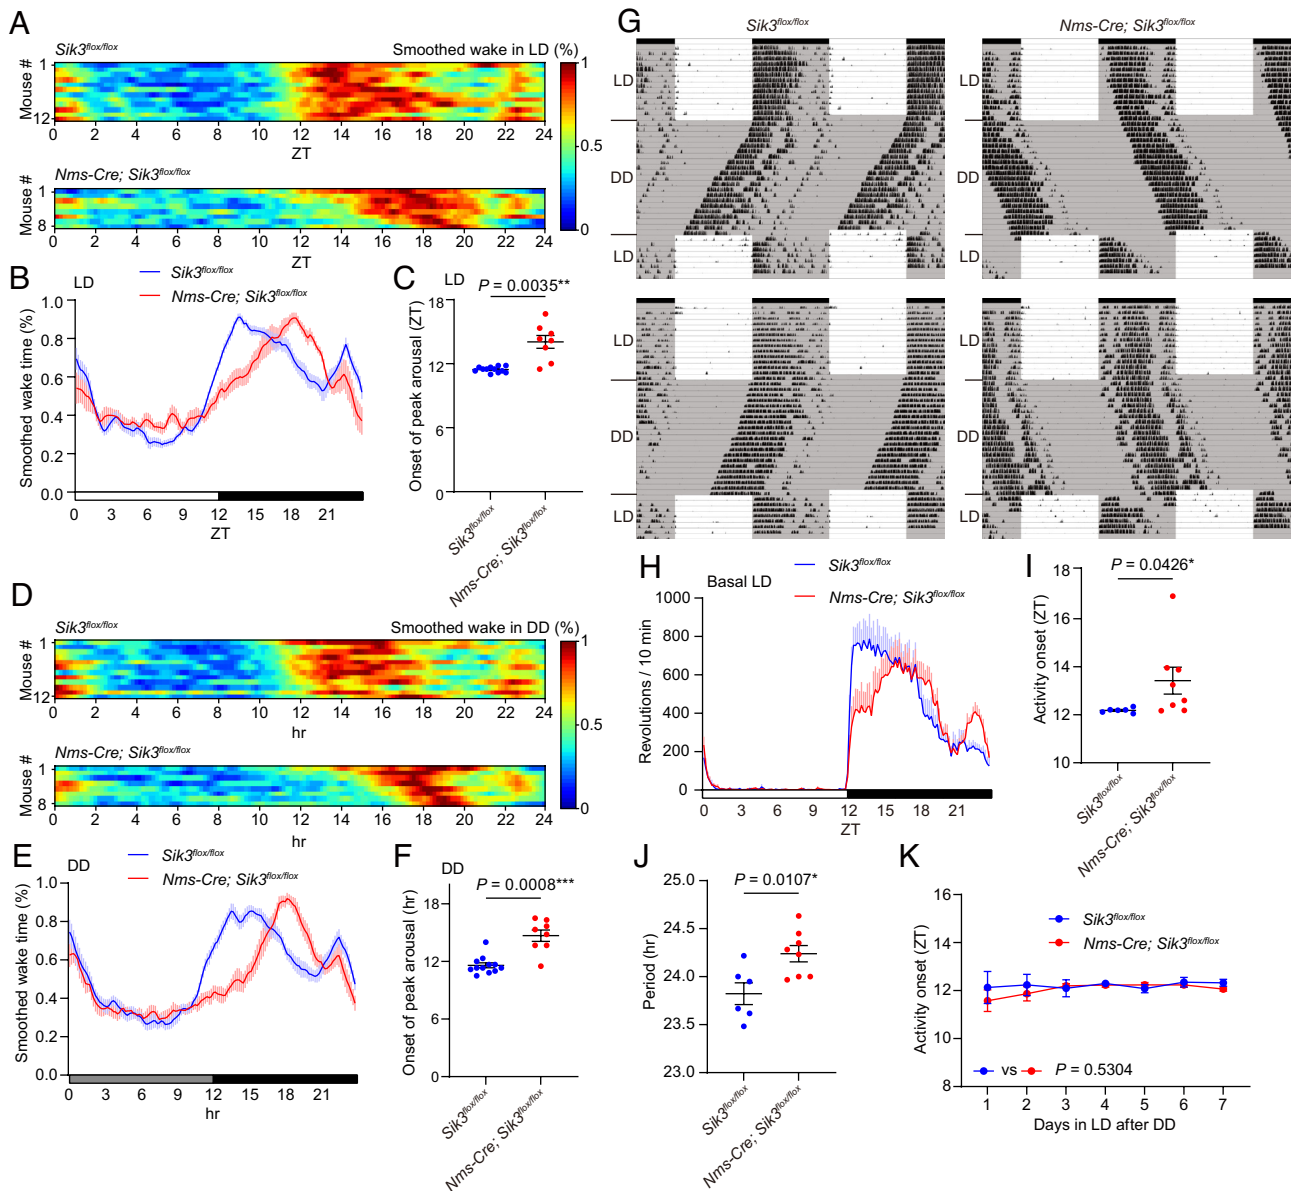 A
Sik3flox/flox
Smoothed wake in LD (%)
Mouse #
1
12
0 2 4 6 8 10 12 14 16 18 20 22 24
ZT
Nms-Cre; Sik3flox/flox
Mouse #
1
8
0 2 4 6 8 10 12 14 16 18 20 22 24
ZT
1
0.5
0
B
LD
Sik3flox/flox
Nms-Cre; Sik3flox/flox
Smoothed wake time (%)
1.0
0.8
0.6
0.4
0.2
0.0
0 3 6 9 12 15 18 21
ZT
C
LD
P = 0.0035**
Onset of peak arousal (ZT)
18
12
6
0
Sik3flox/flox
Nms-Cre; Sik3flox/flox
D
Sik3flox/flox
Smoothed wake in DD (%)
Mouse #
1
12
0 2 4 6 8 10 12 14 16 18 20 22 24
hr
Nms-Cre; Sik3flox/flox
Mouse #
1
8
0 2 4 6 8 10 12 14 16 18 20 22 24
hr
1
0.5
0
E
DD
Sik3flox/flox
Nms-Cre; Sik3flox/flox
Smoothed wake time (%)
1.0
0.8
0.6
0.4
0.2
0.0
0 3 6 9 12 15 18 21
hr
F
DD
P = 0.0008***
Onset of peak arousal (hr)
18
12
6
0
Sik3flox/flox
Nms-Cre; Sik3flox/flox
G
Sik3flox/flox
Nms-Cre; Sik3flox/flox
LD
DD
LD
LD
DD
LD
LD
DD
LD
LD
DD
LD
H
Basal LD
Sik3flox/flox
Nms-Cre; Sik3flox/flox
Revolutions / 10 min
1000
800
600
400
200
0
0 3 6 9 12 15 18 21
ZT
I
P = 0.0426*
Activity onset (ZT)
18
16
14
12
10
Sik3flox/flox
Nms-Cre; Sik3flox/flox
J
P = 0.0107*
Period (hr)
25.0
24.5
24.0
23.5
23.0
Sik3flox/flox
Nms-Cre; Sik3flox/flox
K
Sik3flox/flox
Nms-Cre; Sik3flox/flox
Activity onset (ZT)
16
14
12
10
8
vs P = 0.5304
1 2 3 4 5 6 7
Days in LD after DD